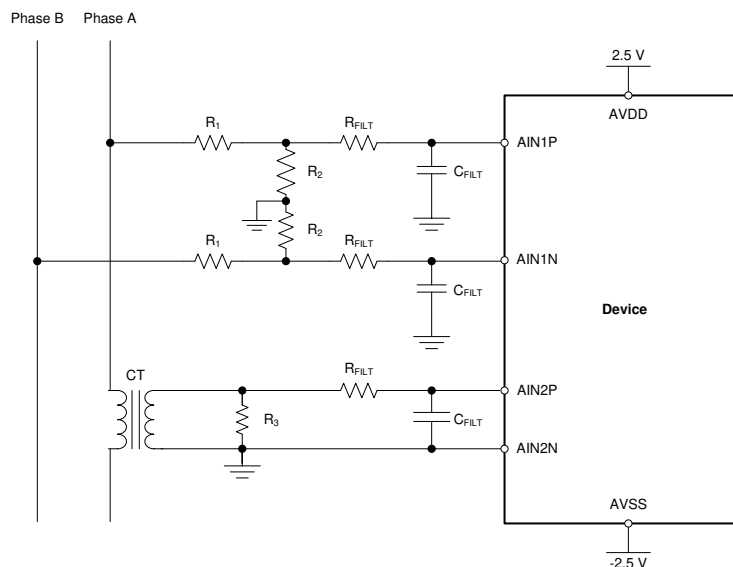 Phase B Phase A
2.5 V
AVDD
R1 RFILT
AIN1P
R2 CFILT
R2
R1 RFILT
AIN1N
CFILT
Device
CT RFILT
AIN2P
R3 CFILT
AIN2N
AVSS
-2.5 V